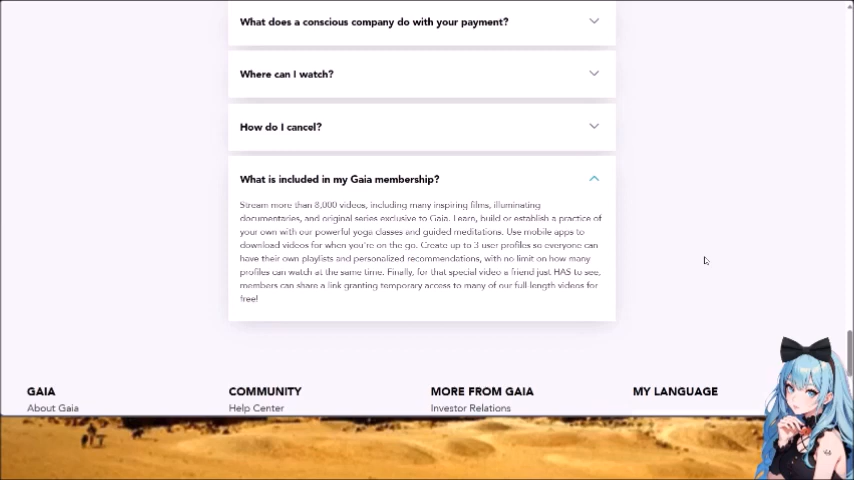 What does a conscious company do with your payment?
Where can I watch?
How do I cancel?
What is included in my Gaia membership?
Stream more than 8,000 videos, including many inspiring films, illuminating
documentaries, and original series exclusive to Gaia. Learn, build or establish a practice of
your own with our powerful yoga classes and guided meditations. Use mobile apps to
download videos for when you're on the go. Create up to 3 user profiles so everyone can
have their own playlists and personalized recommendations, with no limit on how many
profiles can watch at the same time. Finally, for that special video a friend just HAS to see,
members can share a link granting temporary access to many of our full length videos for
free!
GAIA
About Gaia
COMMUNITY
Help Center
MORE FROM GAIA
Investor Relations
MY LANGUAGE